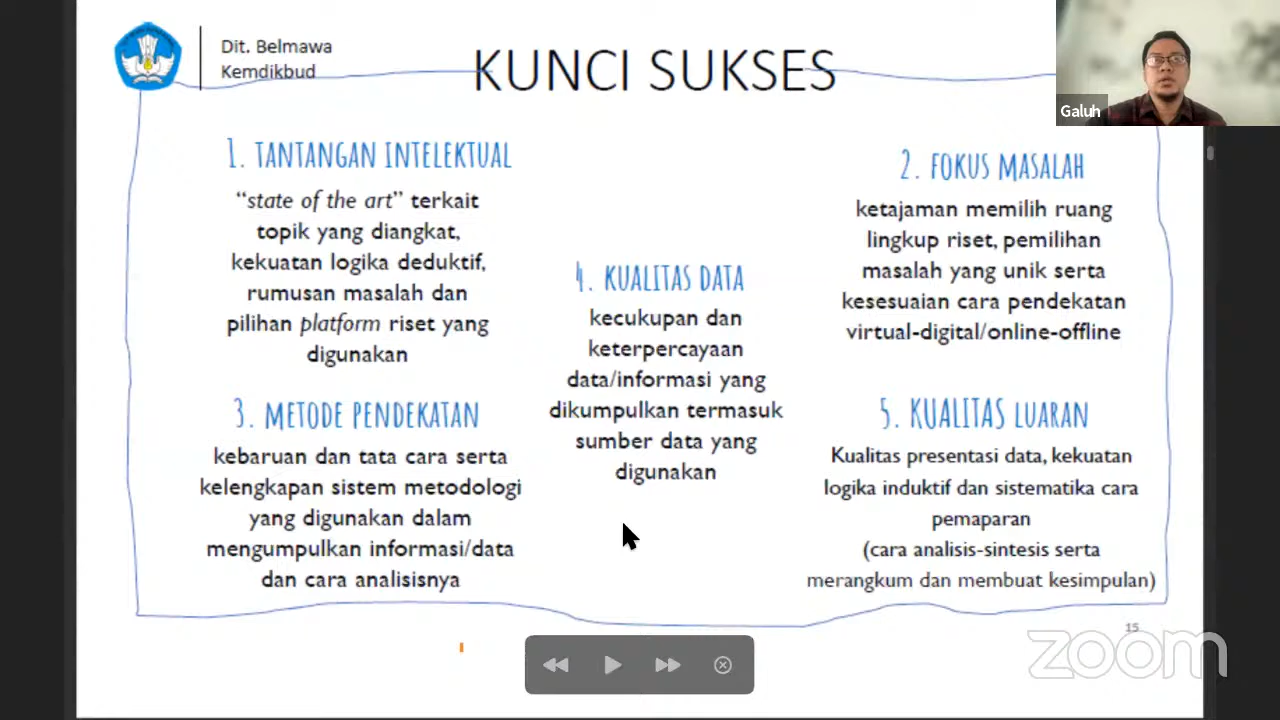 Dit. Belmawa
Kemdikbud
KUNCI SUKSES
Galuh
1. TANTANGAN INTELEKTUAL
“state of the art” terkait
topik yang diangkat,
kekuatan logika deduktif,
rumusan masalah dan
pilihan platform riset yang
digunakan
2. FOKUS MASALAH
ketajaman memilih ruang
lingkup riset, pemilihan
masalah yang unik serta
kesesuaian cara pendekatan
virtual-digital/online-offline
3. METODE PENDEKATAN
kebaruan dan tata cara serta
kelengkapan sistem metodologi
yang digunakan dalam
mengumpulkan informasi/data
dan cara analisisnya
4. KUALITAS DATA
kecukupan dan
keterpercayaan
data/informasi yang
dikumpulkan termasuk
sumber data yang
digunakan
5. KUALITAS LUARAN
Kualitas presentasi data, kekuatan
logika induktif dan sistematika cara
pemaparan
(cara analisis-sintesis serta
merangkum dan membuat kesimpulan)
15
zoom